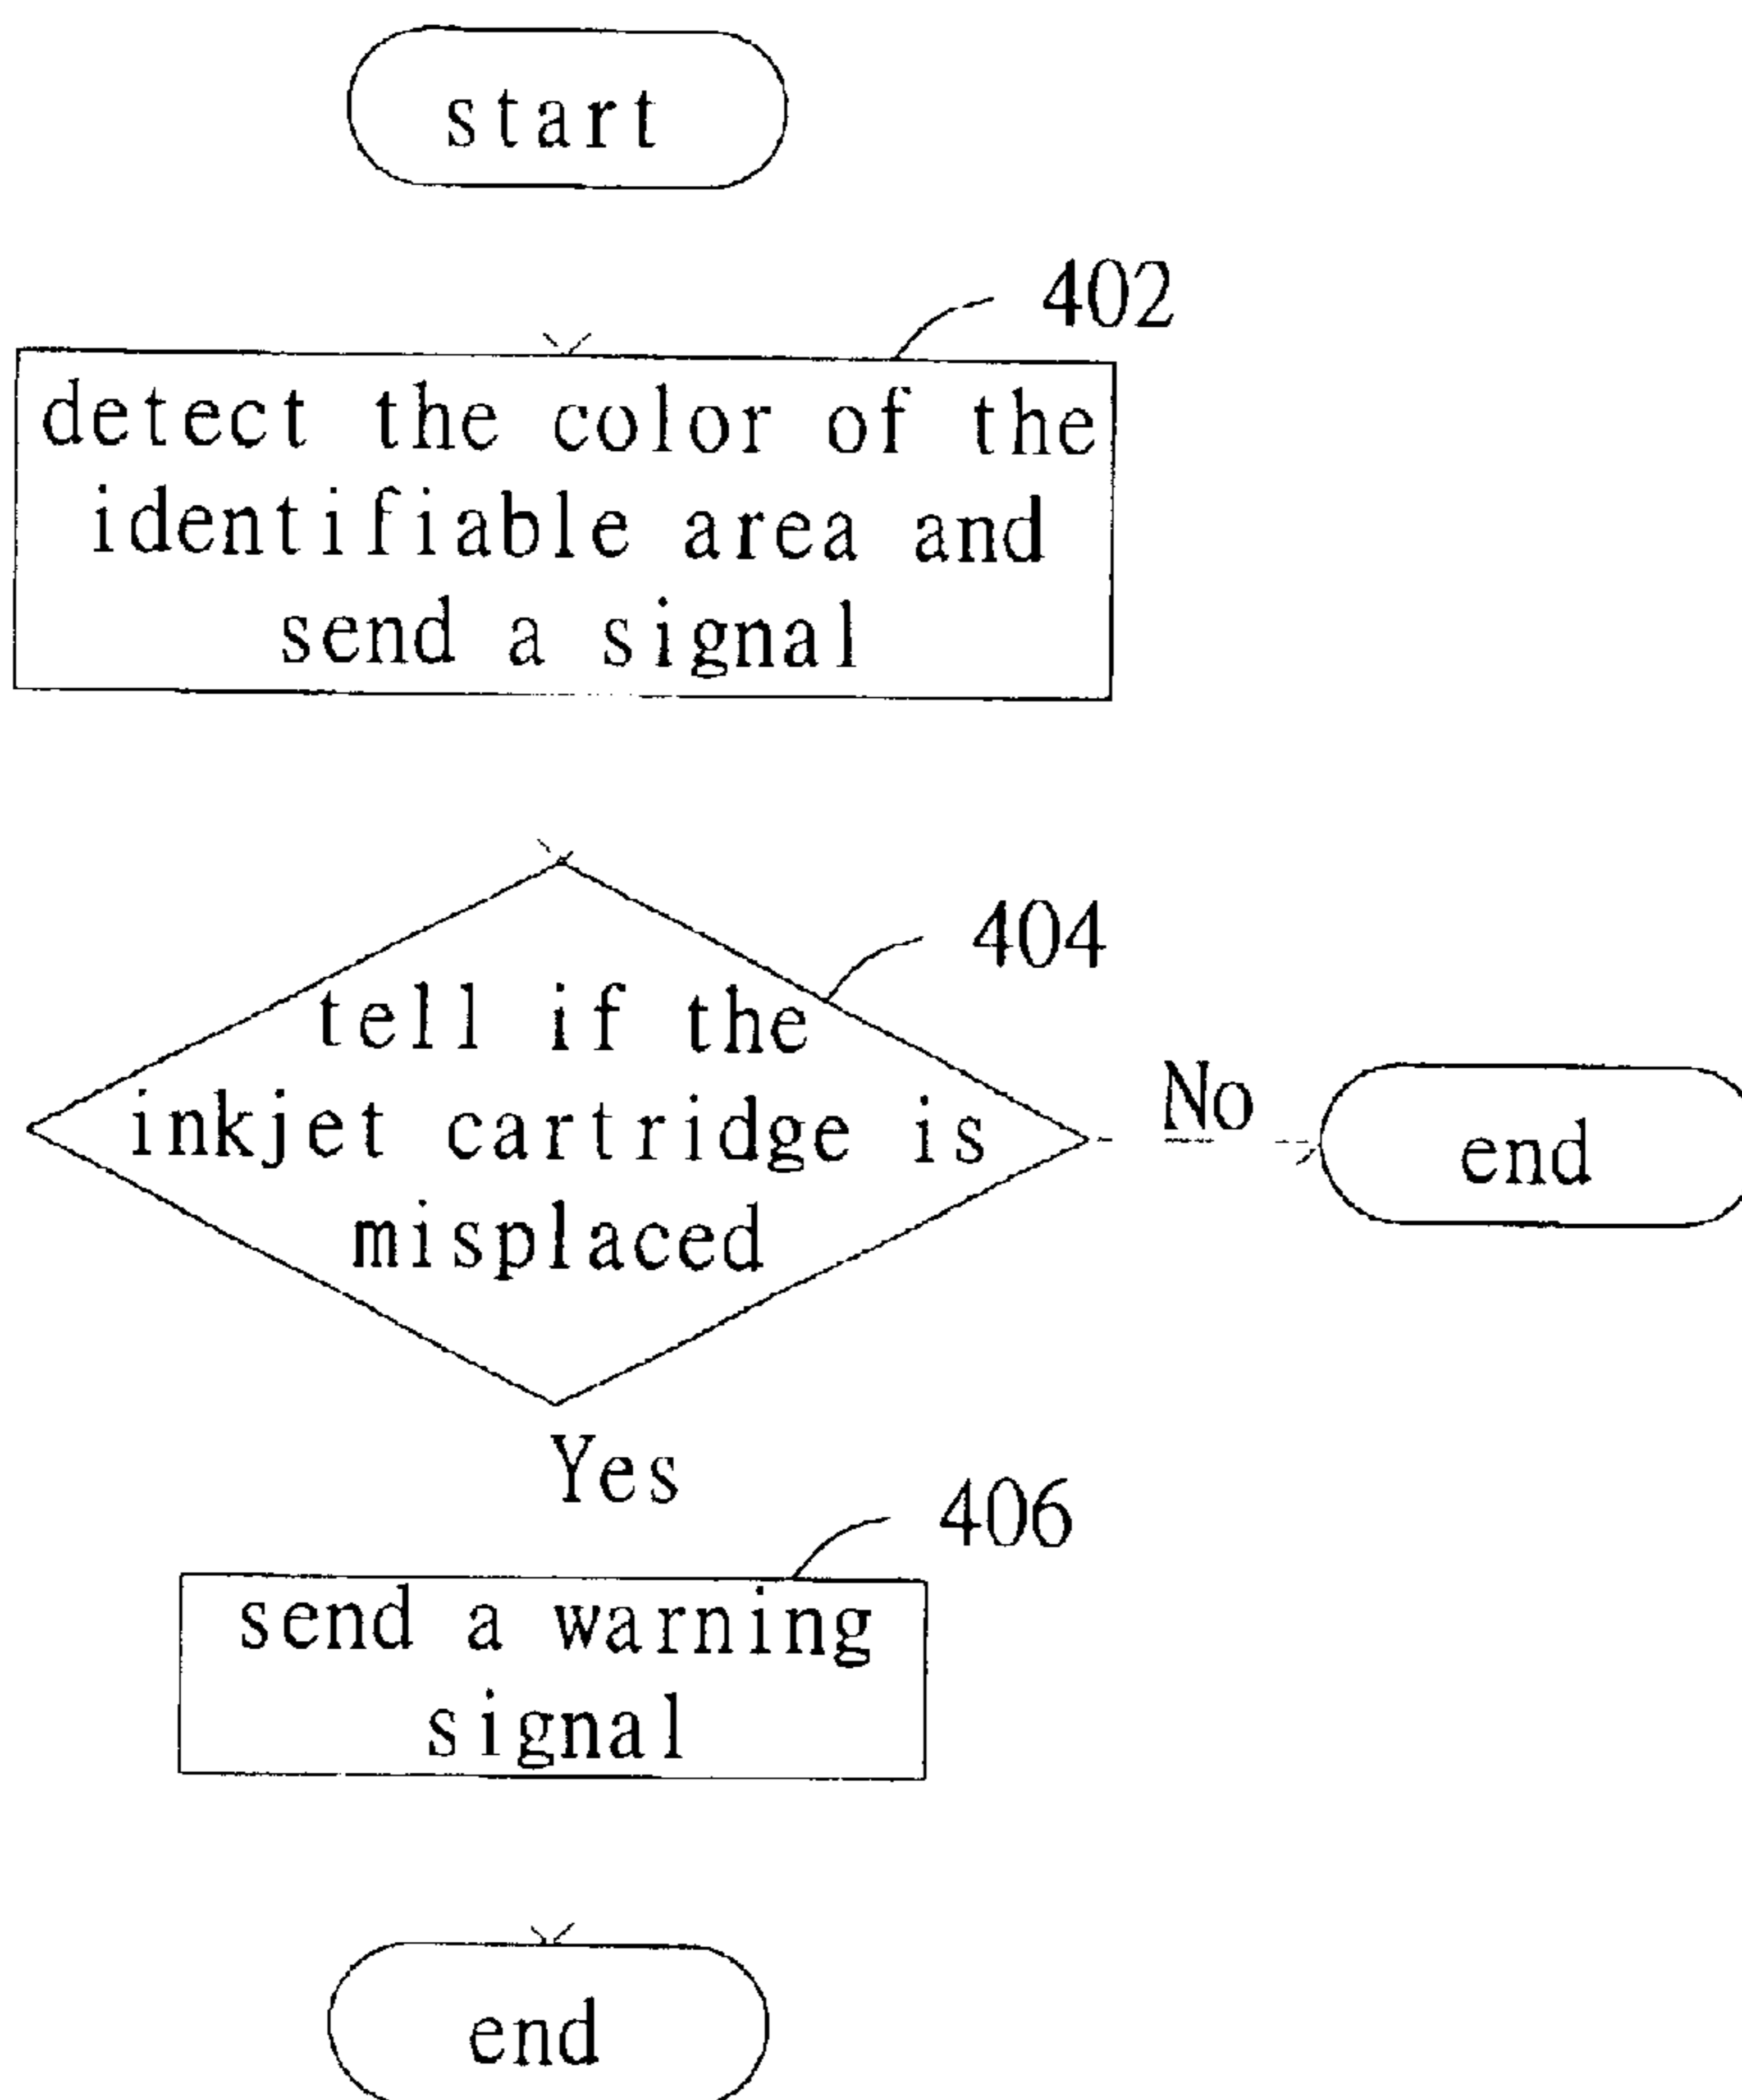 start
402
detect the color of the
identifiable area and
send a signal
404
tell if the
inkjet cartridge is
misplaced
No
end
Yes
406
send a warning
signal
end